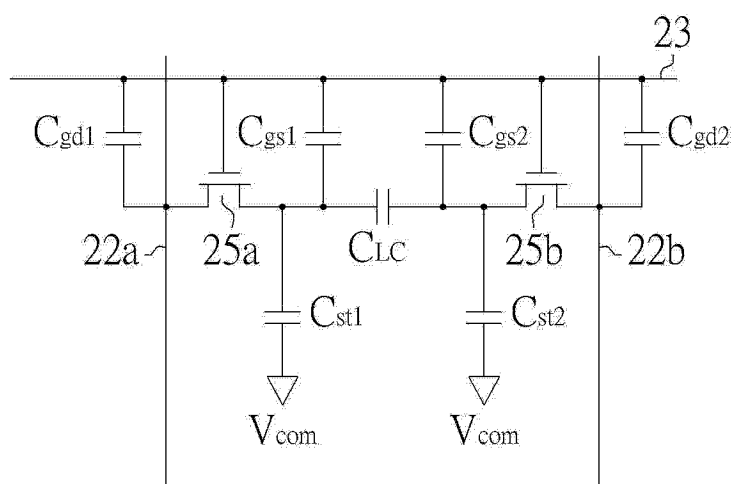 23
Cgd1
Cgs1
Cgs2
Cgd2
22a
25a
CLC
25b
22b
Cst1
Cst2
Vcom
Vcom